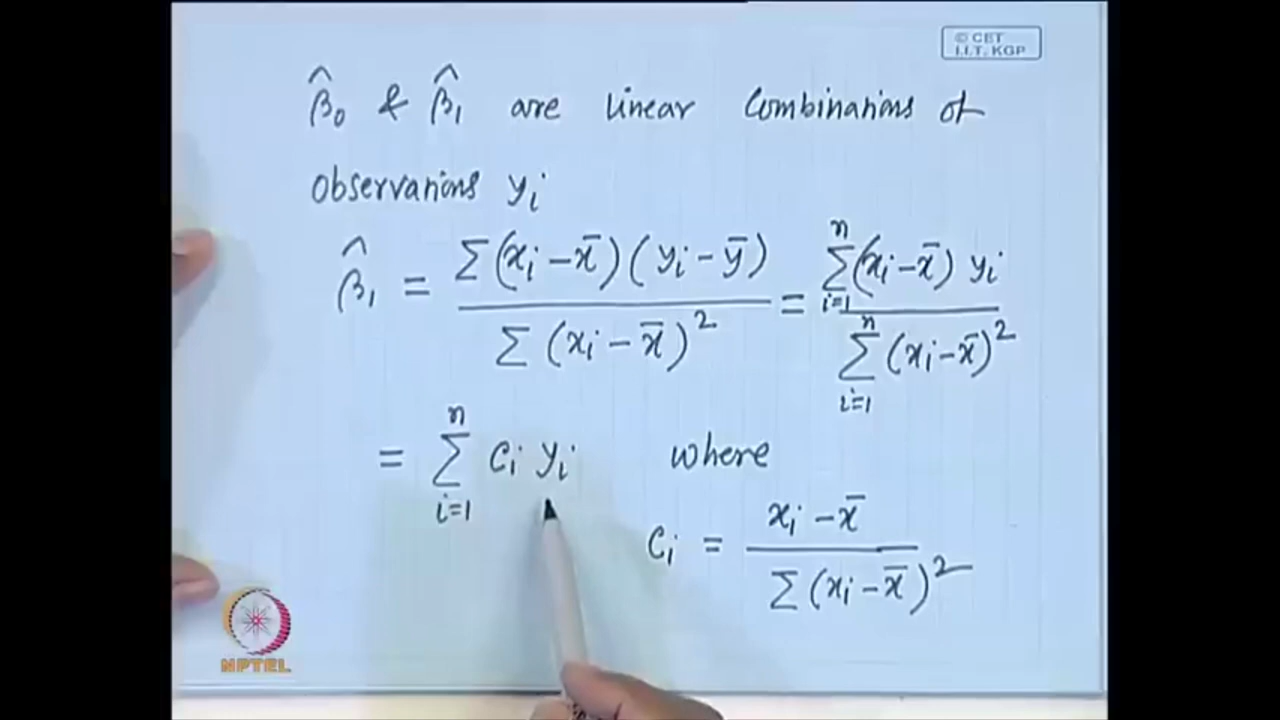 © CET
I.I.T. KGP
β̂₀ & β̂₁ are linear combinations of
observations yᵢ
β̂₁ = Σ(xᵢ - x̄)(yᵢ - ȳ) / Σ(xᵢ - x̄)² = Σᵢ₌₁ⁿ(xᵢ - x̄) yᵢ / Σᵢ₌₁ⁿ(xᵢ - x̄)²
= Σᵢ₌₁ⁿ cᵢ yᵢ where
cᵢ = xᵢ - x̄ / Σ(xᵢ - x̄)²
NPTEL